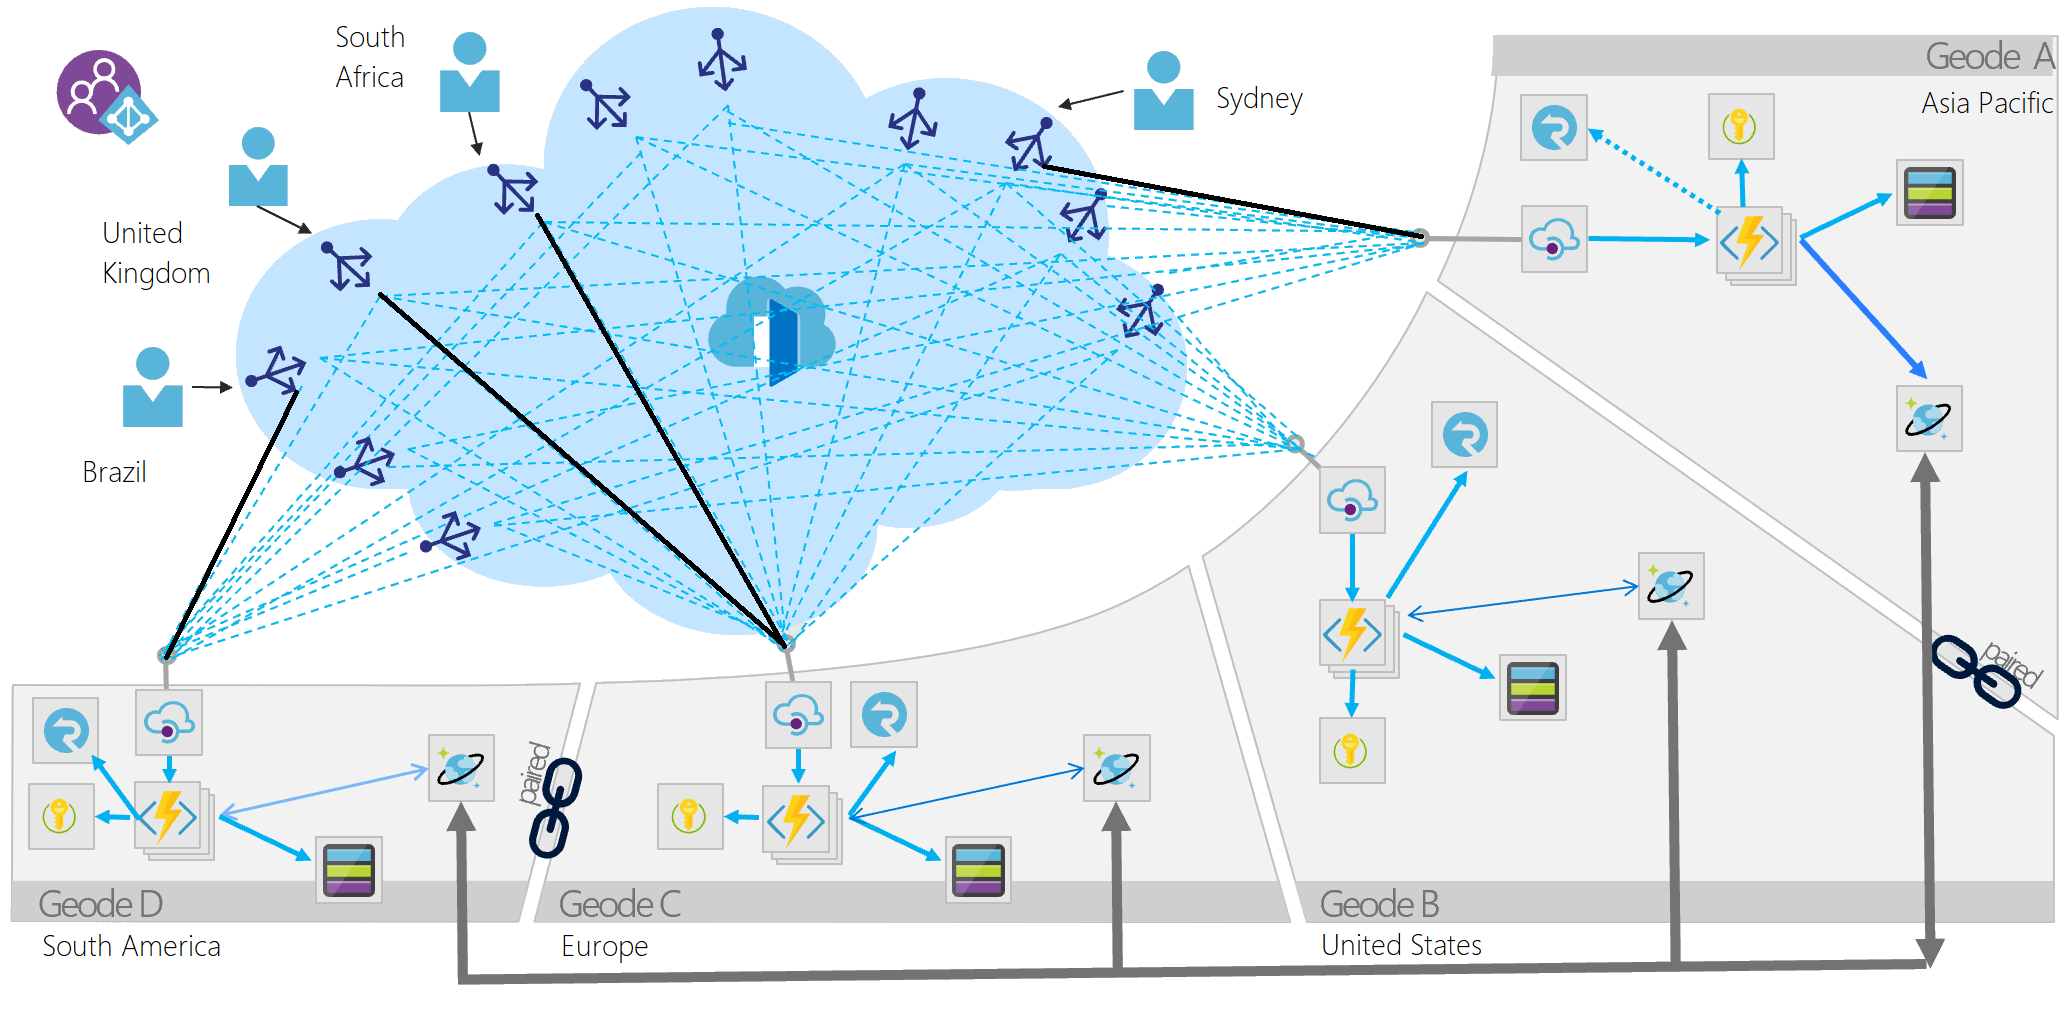 South
Africa
Sydney
United
Kingdom
Brazil
Geode A
Asia Pacific
paired
paired
Geode D
South America
Geode C
Europe
Geode B
United States